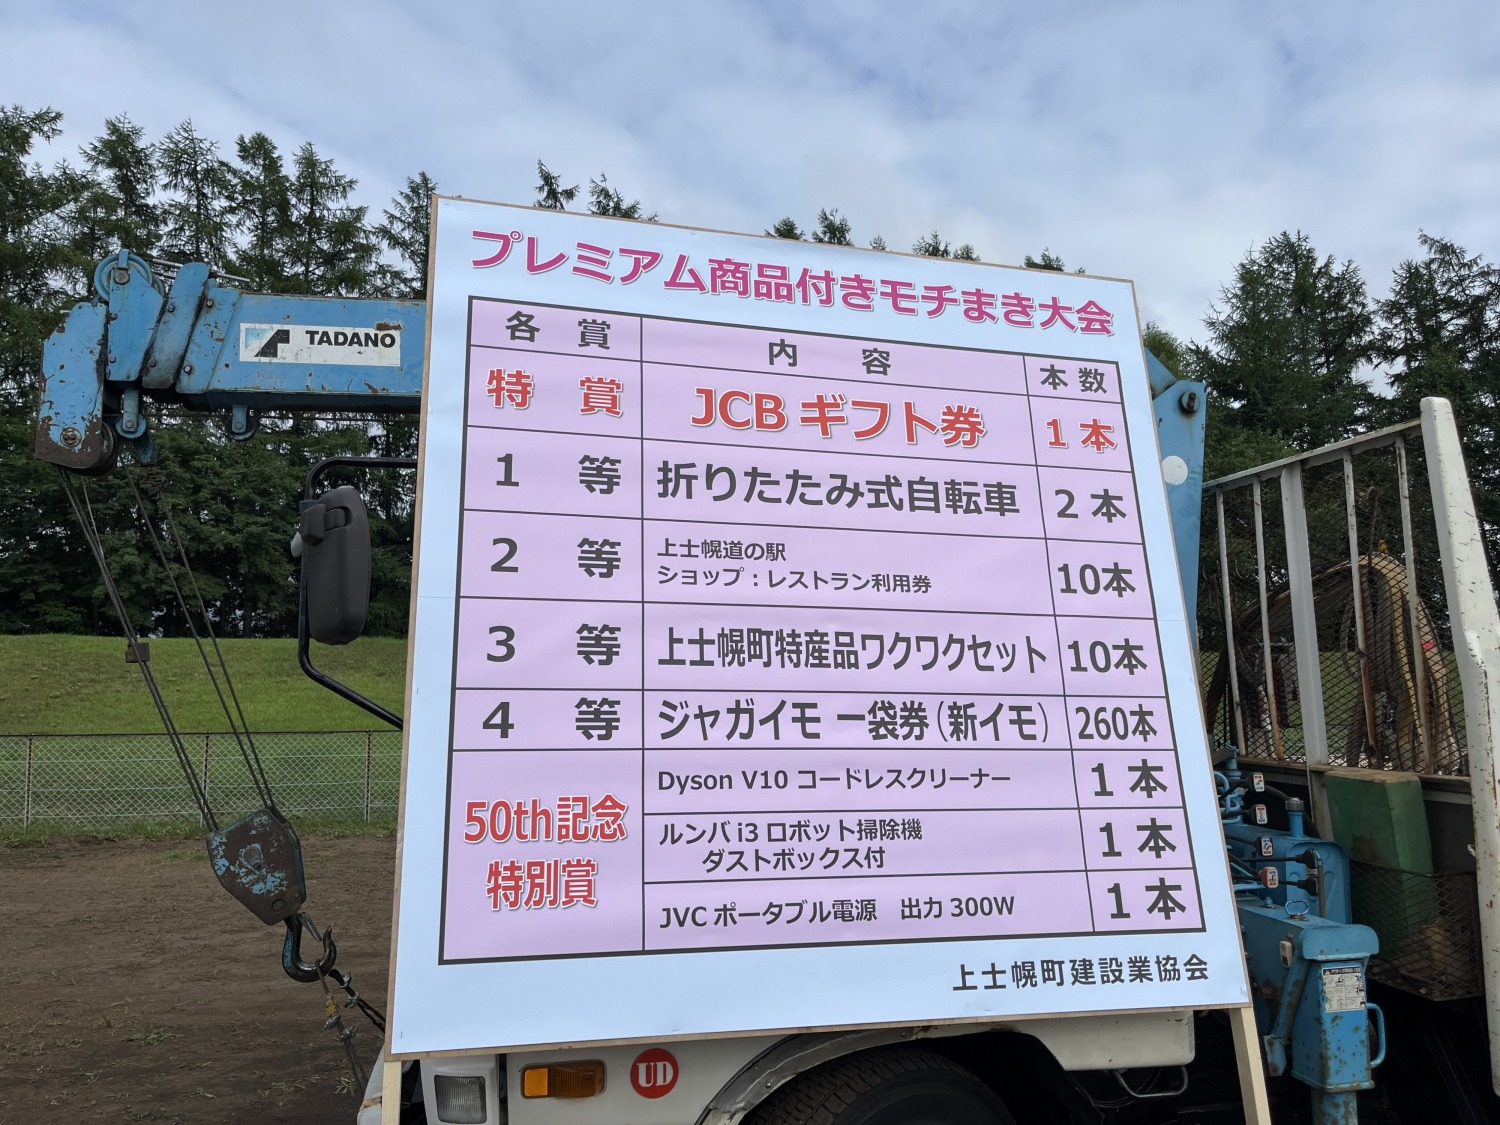 プレミアム商品付きモチまき大会
各賞 内容 本数
特賞 JCBギフト券 1本
1等 折りたたみ式自転車 2本
2等 上士幌道の駅
ショップ：レストラン利用券 10本
3等 上士幌町特産品ワクワクセット 10本
4等 ジャガイモ 一袋券(新イモ) 260本
50th記念
特別賞
Dyson V10 コードレスクリーナー 1本
ルンバ i3 ロボット掃除機
ダストボックス付 1本
JVC ポータブル電源 出力 300W 1本
上士幌町建設業協会
TADANO
UD